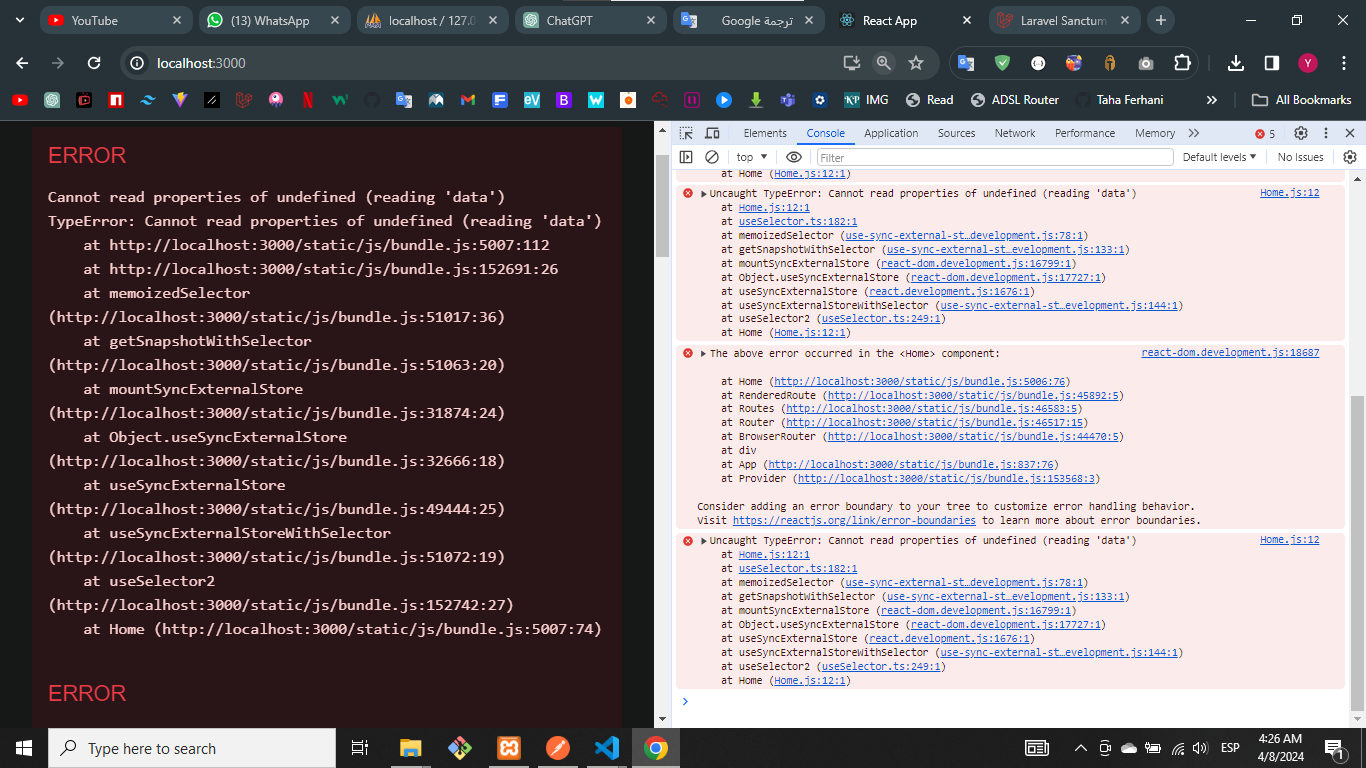 YouTube
(13) WhatsApp
localhost / 127.0
ChatGPT
ترجمة Google
React App
Laravel Sanctum
localhost:3000
IMG
Read
ADSL Router
Taha Ferhani
All Bookmarks
ERROR
Cannot read properties of undefined (reading 'data')
TypeError: Cannot read properties of undefined (reading 'data')
at http://localhost:3000/static/js/bundle.js:5007:112
at http://localhost:3000/static/js/bundle.js:152691:26
at memoizedSelector
(http://localhost:3000/static/js/bundle.js:51017:36)
at getSnapshotWithSelector
(http://localhost:3000/static/js/bundle.js:51063:20)
at mountSyncExternalStore
(http://localhost:3000/static/js/bundle.js:31874:24)
at Object.useSyncExternalStore
(http://localhost:3000/static/js/bundle.js:32666:18)
at useSyncExternalStore
(http://localhost:3000/static/js/bundle.js:49444:25)
at useSyncExternalStoreWithSelector
(http://localhost:3000/static/js/bundle.js:51072:19)
at useSelector2
(http://localhost:3000/static/js/bundle.js:152742:27)
at Home (http://localhost:3000/static/js/bundle.js:5007:74)
ERROR
Elements Console Application Sources Network Performance Memory 5
top Filter Default levels No Issues
at Home (Home.js:12:1)
Uncaught TypeError: Cannot read properties of undefined (reading 'data') Home.js:12
at Home.js:12:1
at useSelector.ts:182:1
at memoizedSelector (use-sync-external-st…development.js:78:1)
at getSnapshotWithSelector (use-sync-external-st…evelopment.js:133:1)
at mountSyncExternalStore (react-dom.development.js:16799:1)
at Object.useSyncExternalStore (react-dom.development.js:17727:1)
at useSyncExternalStore (react.development.js:1676:1)
at useSyncExternalStoreWithSelector (use-sync-external-st…evelopment.js:144:1)
at useSelector2 (useSelector.ts:249:1)
at Home (Home.js:12:1)
The above error occurred in the <Home> component: react-dom.development.js:18687
at Home (http://localhost:3000/static/js/bundle.js:5006:76)
at RenderedRoute (http://localhost:3000/static/js/bundle.js:45892:5)
at Routes (http://localhost:3000/static/js/bundle.js:46583:5)
at Router (http://localhost:3000/static/js/bundle.js:46517:15)
at BrowserRouter (http://localhost:3000/static/js/bundle.js:44470:5)
at div
at App (http://localhost:3000/static/js/bundle.js:837:76)
at Provider (http://localhost:3000/static/js/bundle.js:153568:3)
Consider adding an error boundary to your tree to customize error handling behavior.
Visit https://reactjs.org/link/error-boundaries to learn more about error boundaries.
Uncaught TypeError: Cannot read properties of undefined (reading 'data') Home.js:12
at Home.js:12:1
at useSelector.ts:182:1
at memoizedSelector (use-sync-external-st…development.js:78:1)
at getSnapshotWithSelector (use-sync-external-st…evelopment.js:133:1)
at mountSyncExternalStore (react-dom.development.js:16799:1)
at Object.useSyncExternalStore (react-dom.development.js:17727:1)
at useSyncExternalStore (react.development.js:1676:1)
at useSyncExternalStoreWithSelector (use-sync-external-st…evelopment.js:144:1)
at useSelector2 (useSelector.ts:249:1)
at Home (Home.js:12:1)
Type here to search
ESP
4:26 AM
4/8/2024
1